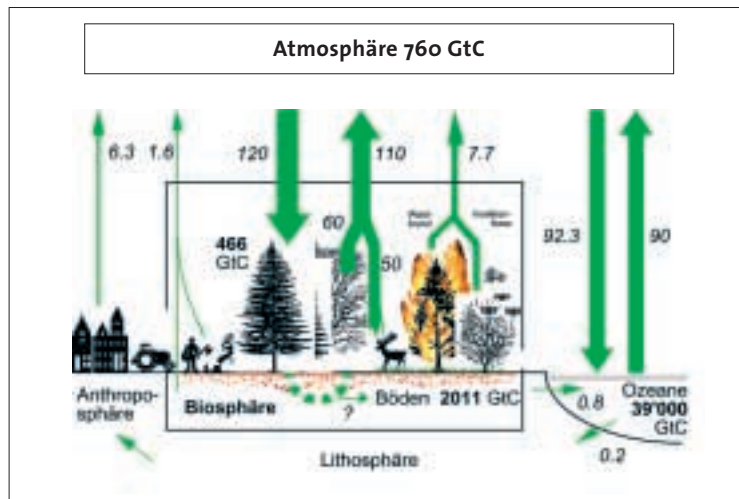 Atmosphäre 760 GtC
6.3
1.6
120
110
7.7
92.3
90
466
GtC
60
50
Anthropo-
sphäre
Biosphäre
?
Böden 2011 GtC
0.8
Ozeane
39'000
GtC
0.2
Lithosphäre